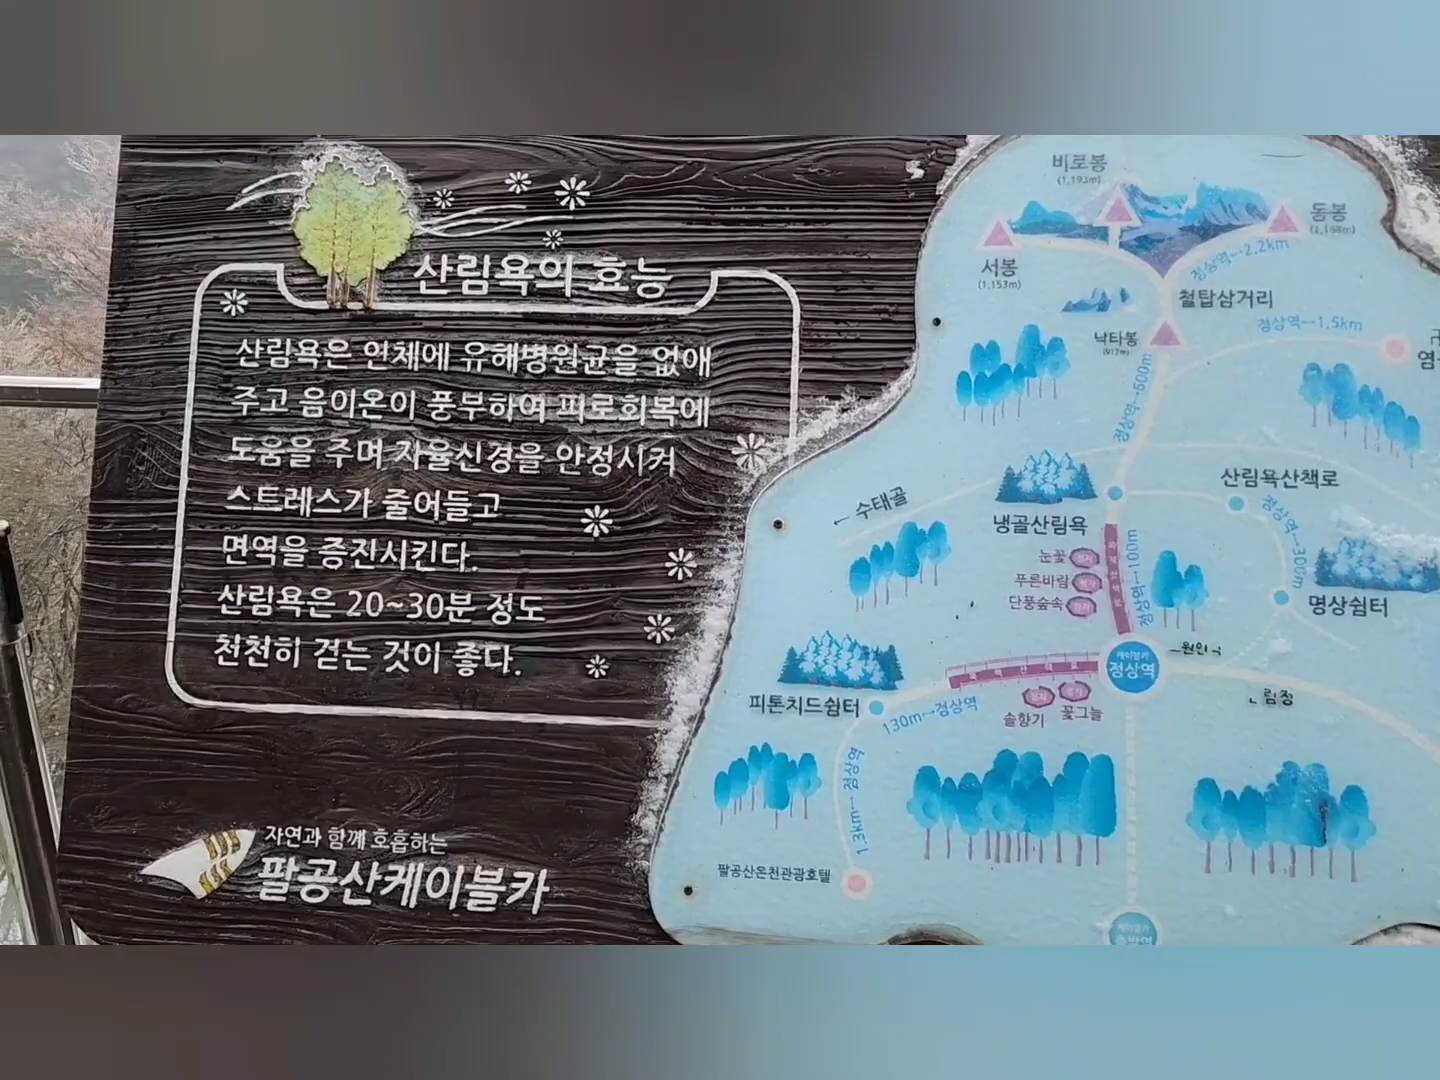 산림욕의 효능
산림욕은 인체에 유해병원균을 없애
주고 음이온이 풍부하여 피로회복에
도움을 주며 자율신경을 안정시켜
스트레스가 줄어들고
면역을 증진시킨다.
산림욕은 20~30분 정도
천천히 걷는 것이 좋다.
자연과 함께 호흡하는
팔공산케이블카
비로봉
(1,193m)
동봉
서봉
(1,153m)
정상역↔2.2km
철탑삼거리
정상역↔1.5km
낙타봉
(917m)
정상역↔600m
← 수태골
산림욕산책로
냉골산림욕
정상역↔300m
눈꽃
푸른바람
단풍숲속
정상역↔100m
명상쉼터
케이블카
정상역
피톤치드쉼터
130m↔정상역
솔향기
꽃그늘
1.3km↔정상역
팔공산온천관광호텔
케이블카